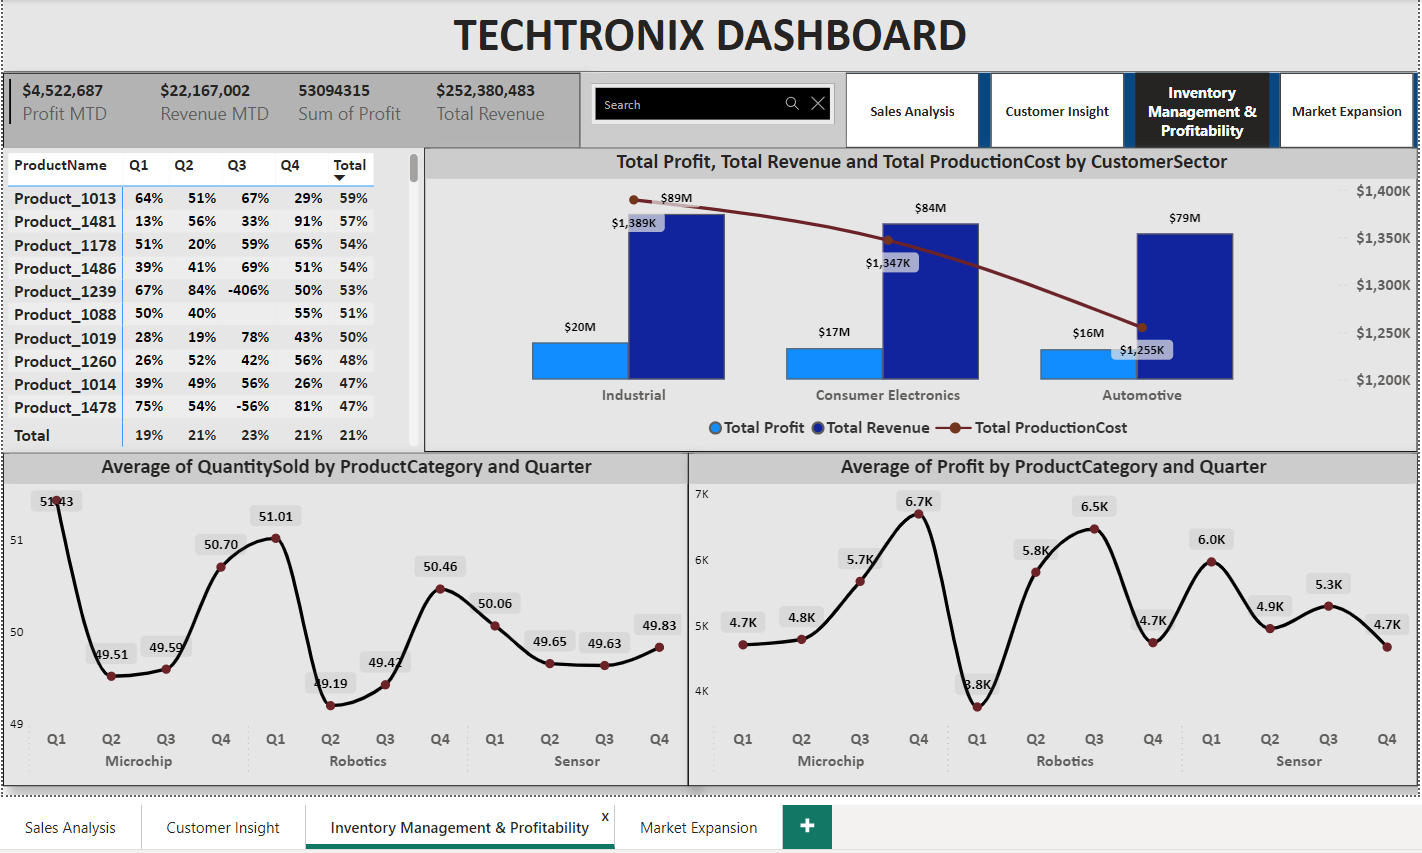 TECHTRONIX DASHBOARD
$4,522,687 $22,167,002 53094315 $252,380,483
Profit MTD Revenue MTD Sum of Profit Total Revenue
Search
Sales Analysis
Customer Insight
Inventory
Management &
Profitability
Market Expansion
ProductName Q1 Q2 Q3 Q4 Total
Product_1013 64% 51% 67% 29% 59%
Product_1481 13% 56% 33% 91% 57%
Product_1178 51% 20% 59% 65% 54%
Product_1486 39% 41% 69% 51% 54%
Product_1239 67% 84% -406% 50% 53%
Product_1088 50% 40% 55% 51%
Product_1019 28% 19% 78% 43% 50%
Product_1260 26% 52% 42% 56% 48%
Product_1014 39% 49% 56% 26% 47%
Product_1478 75% 54% -56% 81% 47%
Total 19% 21% 23% 21% 21%
Total Profit, Total Revenue and Total ProductionCost by CustomerSector
$1,400K
$1,350K
$1,300K
$1,250K
$1,200K
$89M
$84M
$79M
$1,389K
$1,347K
$1,255K
$20M
$17M
$16M
Industrial Consumer Electronics Automotive
Total Profit Total Revenue Total ProductionCost
Average of QuantitySold by ProductCategory and Quarter
51
50
49
51.43
49.51
49.59
50.70
51.01
49.19
49.42
50.46
50.06
49.65
49.63
49.83
Q1 Q2 Q3 Q4 Q1 Q2 Q3 Q4 Q1 Q2 Q3 Q4
Microchip Robotics Sensor
Average of Profit by ProductCategory and Quarter
7K
6K
5K
4K
4.7K
4.8K
5.7K
6.7K
3.8K
5.8K
6.5K
4.7K
6.0K
4.9K
5.3K
4.7K
Q1 Q2 Q3 Q4 Q1 Q2 Q3 Q4 Q1 Q2 Q3 Q4
Microchip Robotics Sensor
Sales Analysis Customer Insight Inventory Management & Profitability x Market Expansion +